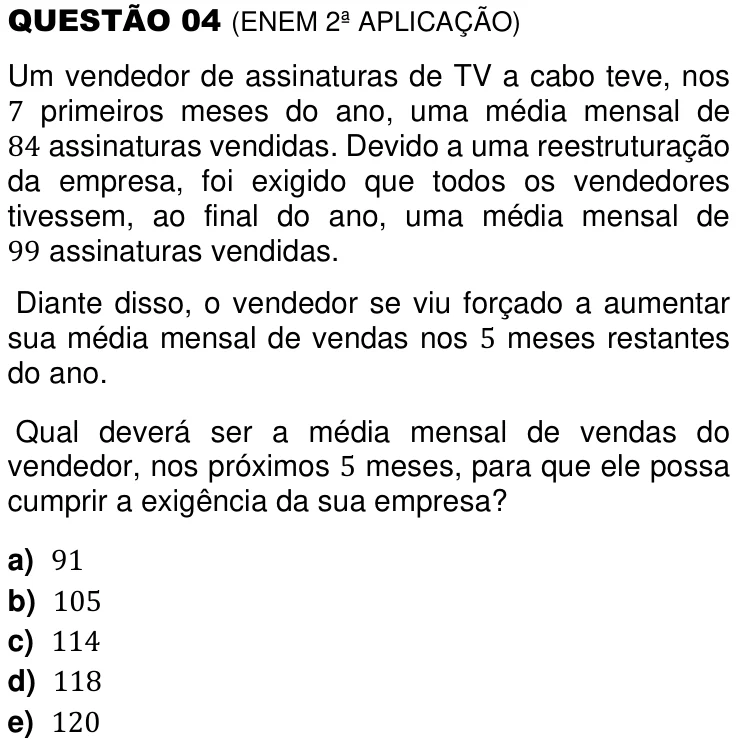 QUESTÃO 04 (ENEM 2ª APLICAÇÃO)
Um vendedor de assinaturas de TV a cabo teve, nos
7 primeiros meses do ano, uma média mensal de
84 assinaturas vendidas. Devido a uma reestruturação
da empresa, foi exigido que todos os vendedores
tivessem, ao final do ano, uma média mensal de
99 assinaturas vendidas.
Diante disso, o vendedor se viu forçado a aumentar
sua média mensal de vendas nos 5 meses restantes
do ano.
Qual deverá ser a média mensal de vendas do
vendedor, nos próximos 5 meses, para que ele possa
cumprir a exigência da sua empresa?
a) 91
b) 105
c) 114
d) 118
e) 120